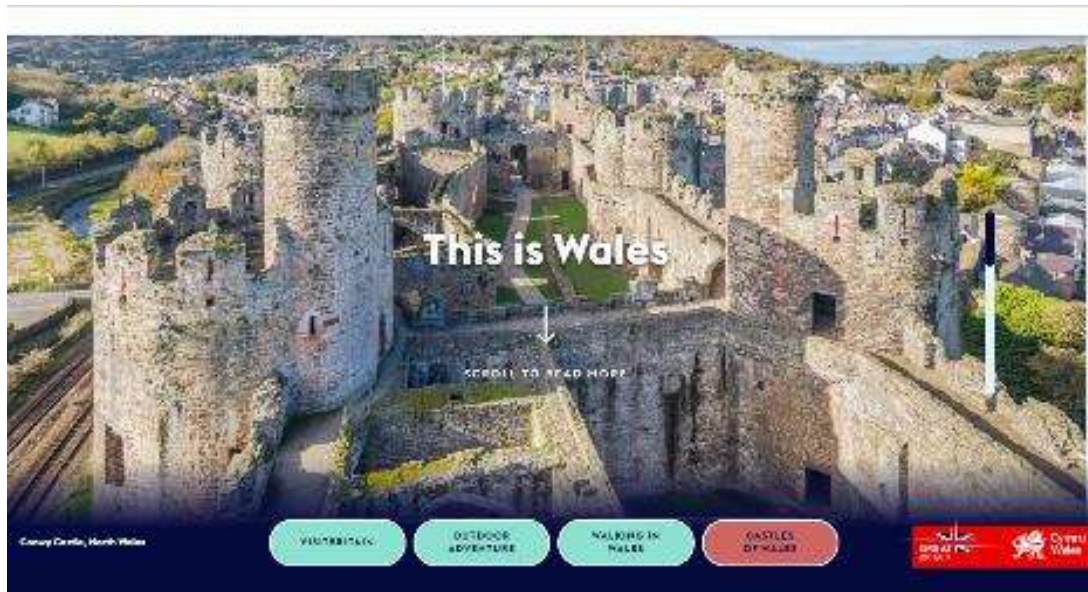 This is Wales
SCROLL TO READ MORE
Conwy Castle, North Wales
VISITBRITAIN
OUTDOOR
ADVENTURE
WALKING IN
WALES
CASTLES
OF WALES
Cymru
Wales